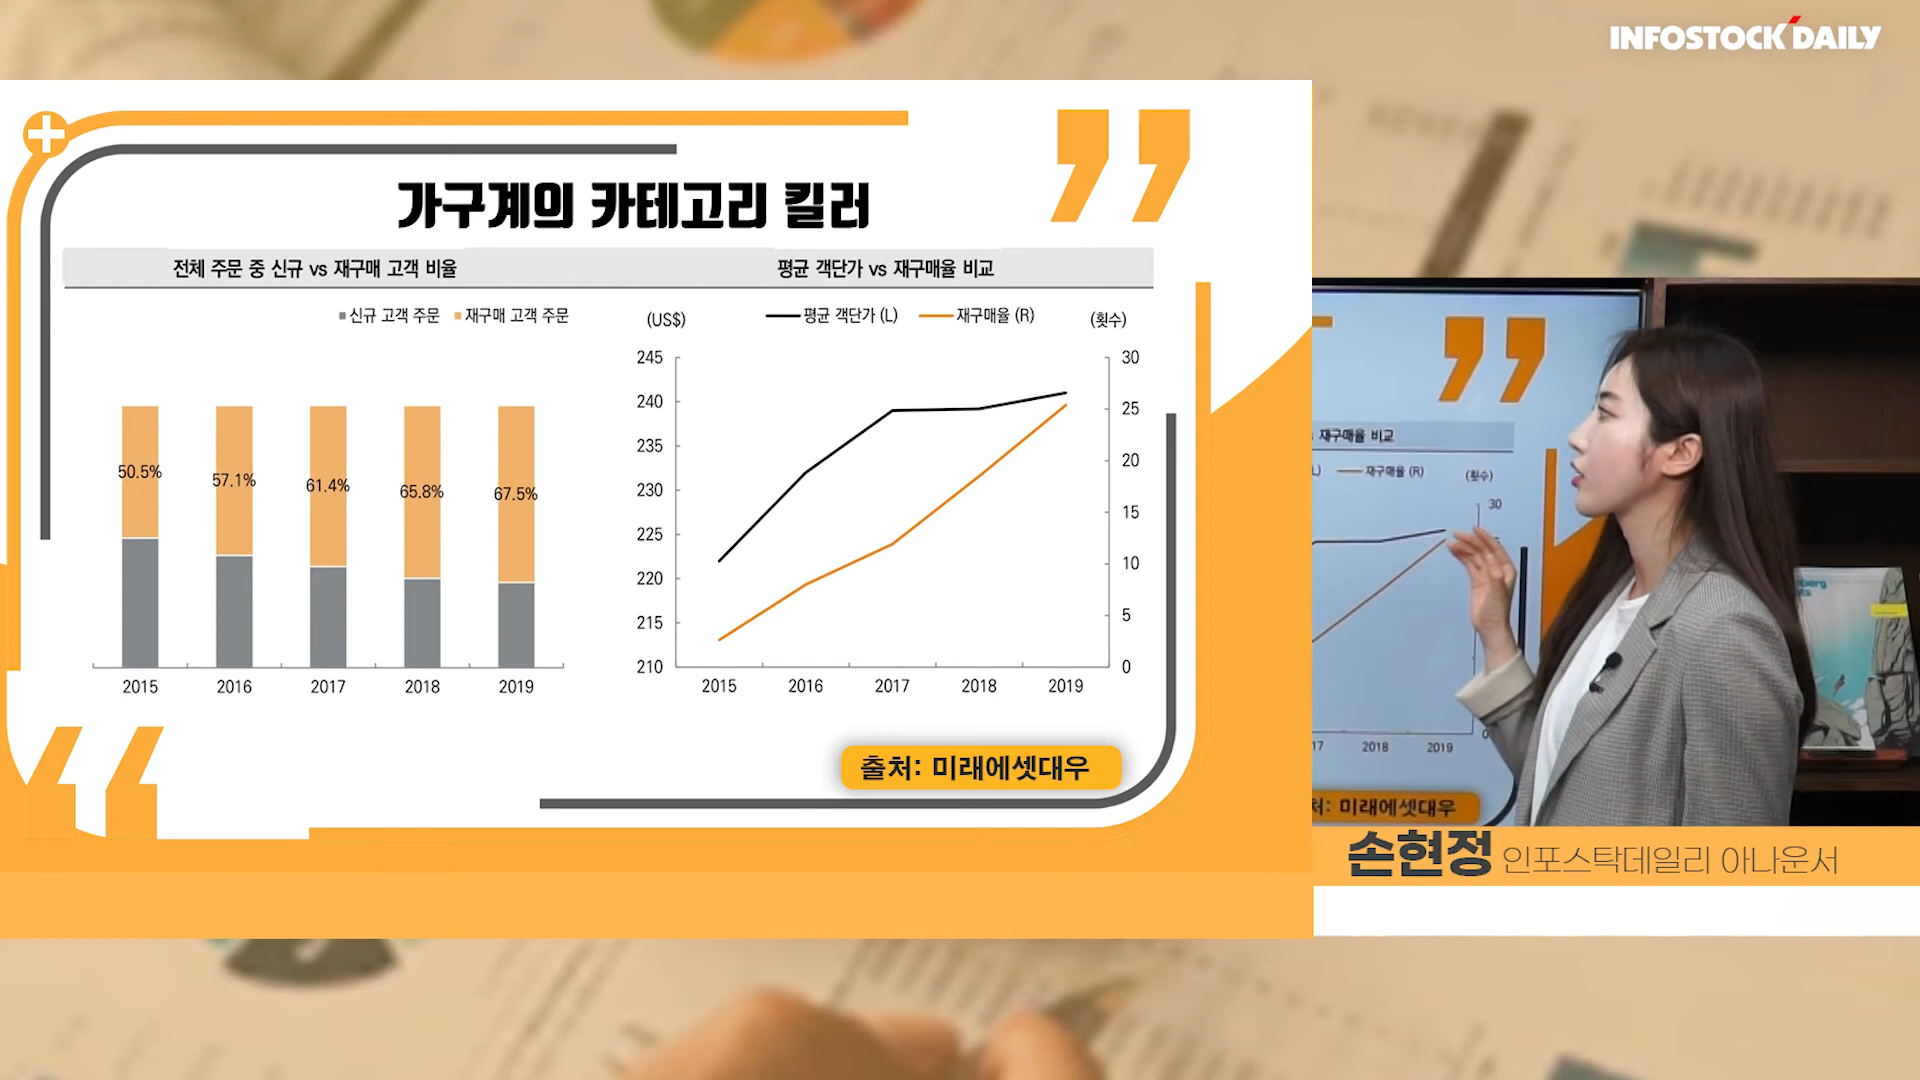 INFOSTOCK DAILY
가구계의 카테고리 킬러
전체 주문 중 신규 vs 재구매 고객 비율
평균 객단가 vs 재구매율 비교
신규 고객 주문 재구매 고객 주문
(US$) 평균 객단가 (L) 재구매율 (R) (횟수)
50.5% 57.1% 61.4% 65.8% 67.5%
2015 2016 2017 2018 2019
245
240
235
230
225
220
215
210
30
25
20
15
10
5
0
2015 2016 2017 2018 2019
출처: 미래에셋대우
재구매율 비교
재구매율 (R) (횟수)
30
0
17 2018 2019
처: 미래에셋대우
손현정 인포스탁데일리 아나운서